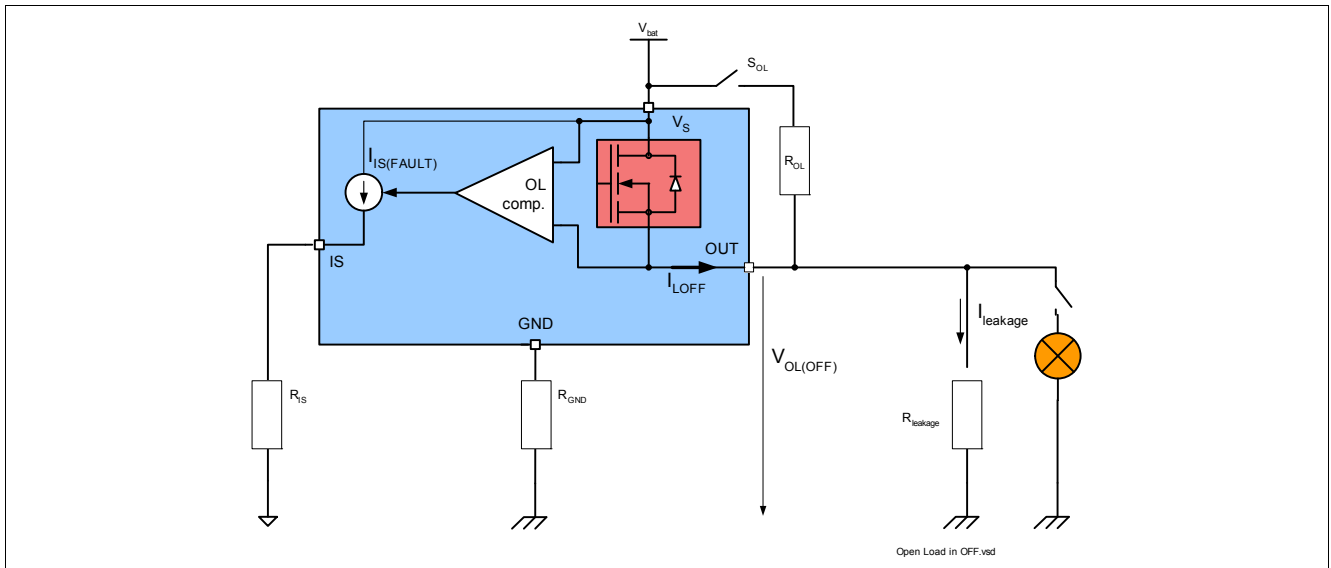 Vbat
SOL
VS
IIS(FAULT)
OL
comp.
ROL
OUT
IS
ILOFF
Ileakage
GND
VOL(OFF)
RIS
RGND
Rleakage
Open Load in OFF.vsd